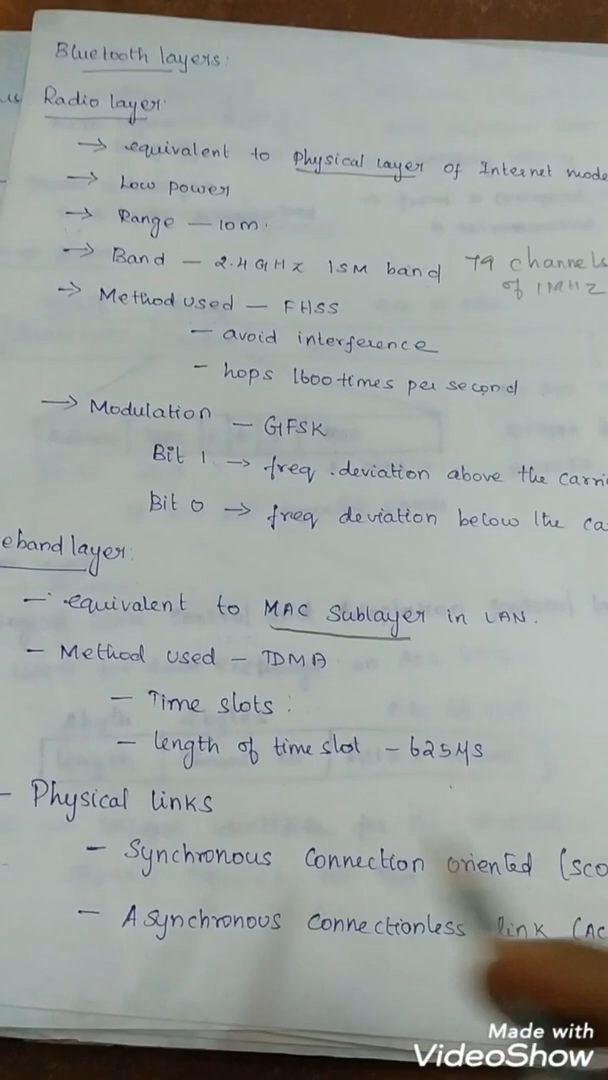 Bluetooth layers:
Radio layer:
→ equivalent to Physical layer of Internet mode
→ Low power
→ Range – 10m.
→ Band – 2.4 GHz ISM band 79 channels
of 1 MHZ
→ Method used – FHSS
– avoid interference
– hops 1600 times per second
→ Modulation – GFSK
Bit 1 → freq. deviation above the carri
Bit 0 → freq deviation below the ca
eband layer:
– equivalent to MAC Sublayer in LAN.
– Method used – TDMA
– Time slots:
– length of time slot – 625 μs
– Physical links
– Synchronous Connection oriented (SCO
– Asynchronous Connectionless link (AC
Made with
VideoShow